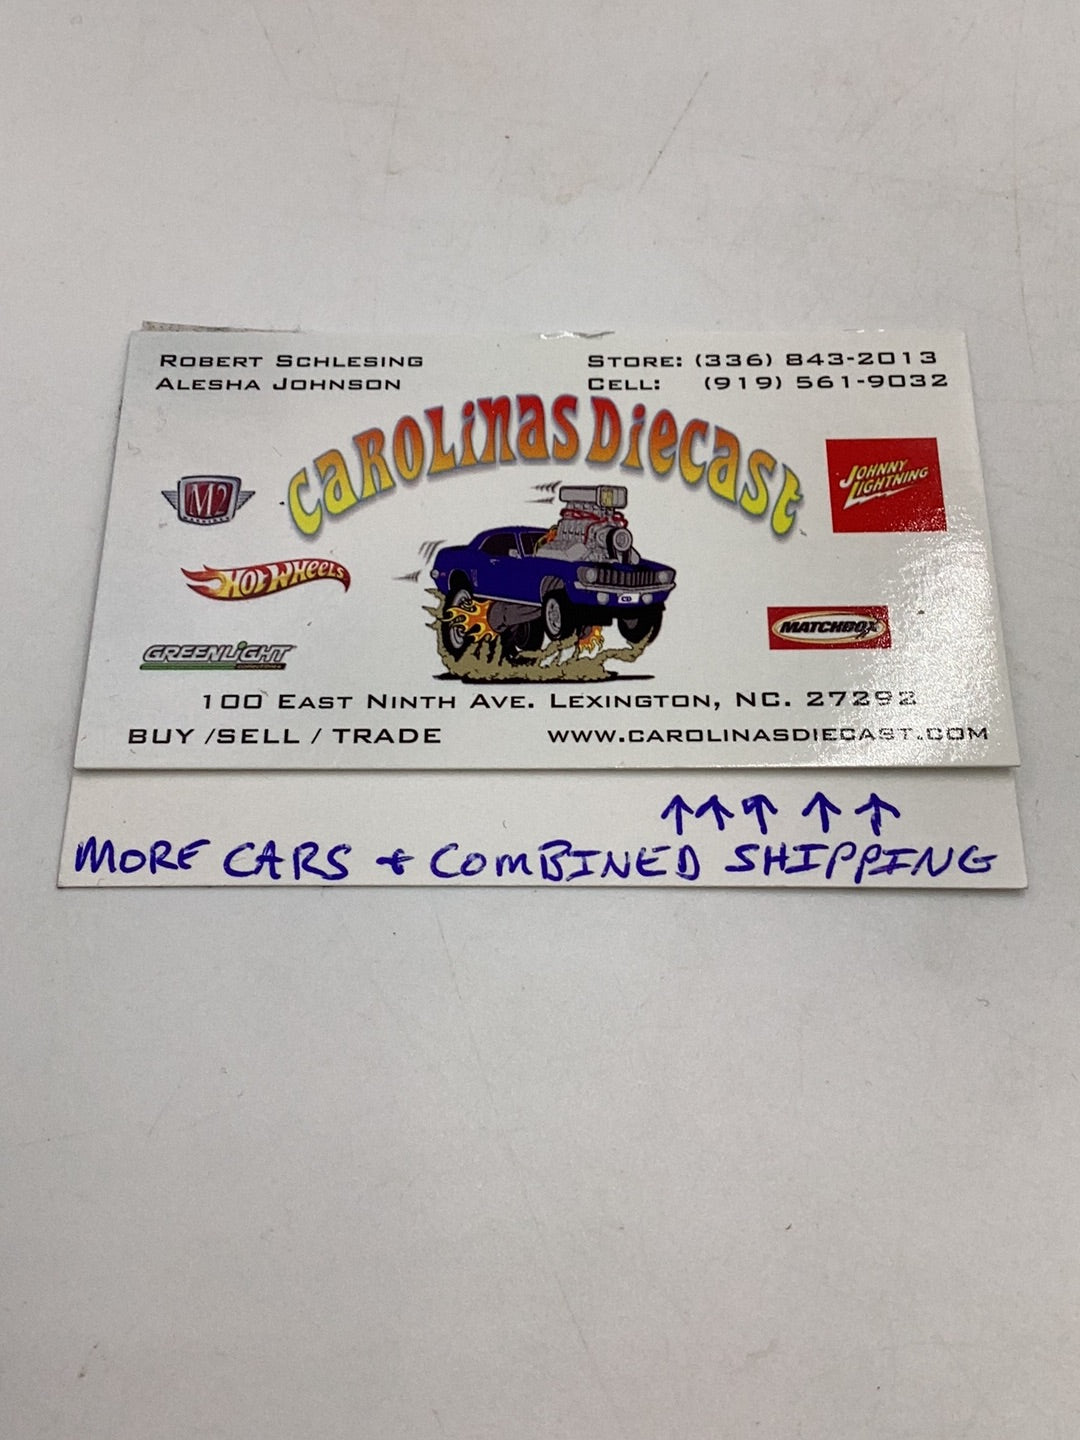 ROBERT SCHLESING
ALESHA JOHNSON
STORE: (336) 843-2013
CELL: (919) 561-9032
CAROLINAS DIECAST
M2
JOHNNY LIGHTNING
HOT WHEELS
MATCHBOX
GREENLIGHT
CD
100 EAST NINTH AVE. LEXINGTON, NC. 27292
BUY /SELL / TRADE
WWW.CAROLINASDIECAST.COM
↑↑↑ ↑ ↑
MORE CARS + COMBINED SHIPPING